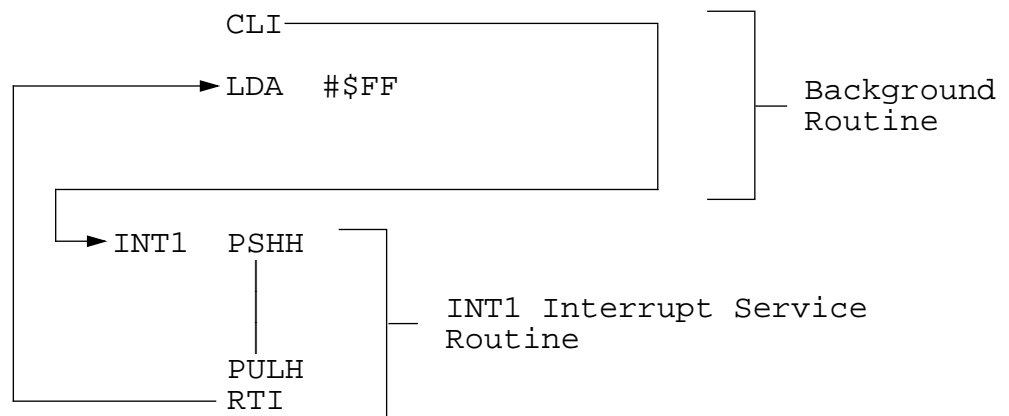 CLI
LDA #$FF
Background
Routine
INT1 PSHH
INT1 Interrupt Service
Routine
PULH
RTI